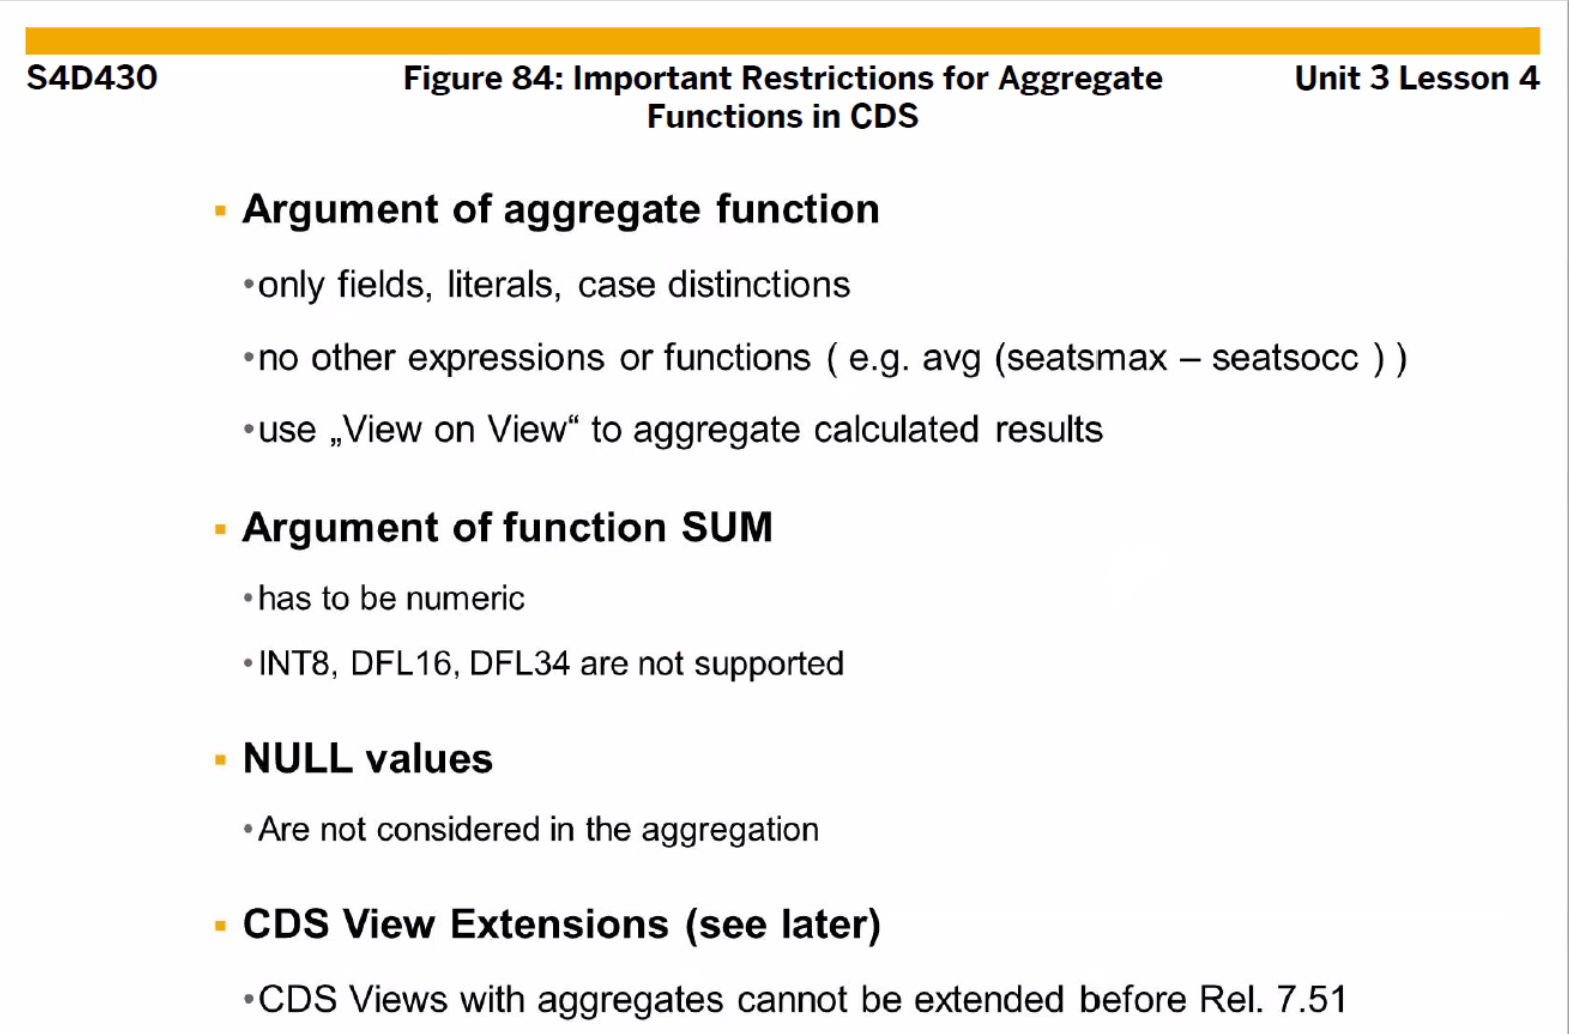 S4D430
Figure 84: Important Restrictions for Aggregate
Functions in CDS
Unit 3 Lesson 4
▪ Argument of aggregate function
•only fields, literals, case distinctions
•no other expressions or functions ( e.g. avg (seatsmax – seatsocc ) )
•use „View on View“ to aggregate calculated results
▪ Argument of function SUM
•has to be numeric
•INT8, DFL16, DFL34 are not supported
▪ NULL values
•Are not considered in the aggregation
▪ CDS View Extensions (see later)
•CDS Views with aggregates cannot be extended before Rel. 7.51